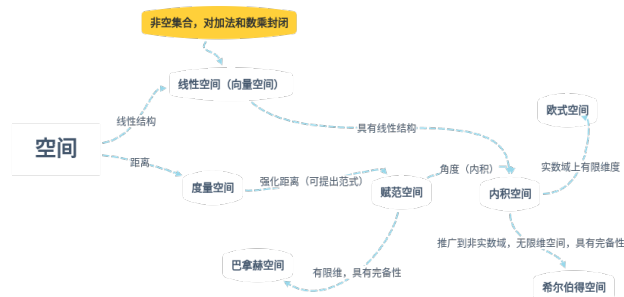 非空集合，对加法和数乘封闭
线性空间（向量空间）
线性结构
具有线性结构
欧式空间
空间
距离
度量空间
强化距离（可提出范式）
赋范空间
角度（内积）
内积空间
实数域上有限维度
推广到非实数域，无限维空间，具有完备性
巴拿赫空间
有限维，具有完备性
希尔伯得空间